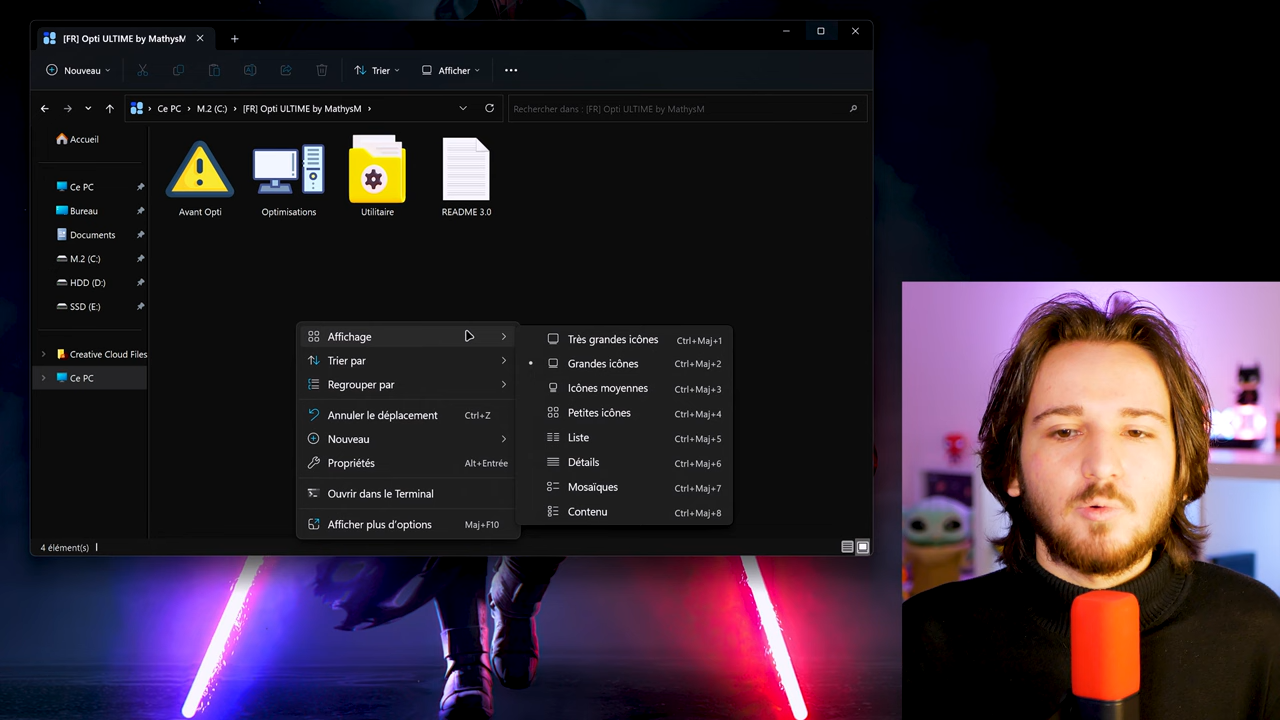 [FR] Opti ULTIME by MathysM
Nouveau
Trier
Afficher
Ce PC
M.2 (C:)
[FR] Opti ULTIME by MathysM
Rechercher dans : [FR] Opti ULTIME by MathysM
Accueil
Ce PC
Bureau
Documents
M.2 (C:)
HDD (D:)
SSD (E:)
Creative Cloud Files
Ce PC
Avant Opti
Optimisations
Utilitaire
README 3.0
Affichage
Trier par
Regrouper par
Annuler le déplacement Ctrl+Z
Nouveau
Propriétés Alt+Entrée
Ouvrir dans le Terminal
Afficher plus d'options Maj+F10
Très grandes icônes Ctrl+Maj+1
Grandes icônes Ctrl+Maj+2
Icônes moyennes Ctrl+Maj+3
Petites icônes Ctrl+Maj+4
Liste Ctrl+Maj+5
Détails Ctrl+Maj+6
Mosaïques Ctrl+Maj+7
Contenu Ctrl+Maj+8
4 élément(s)